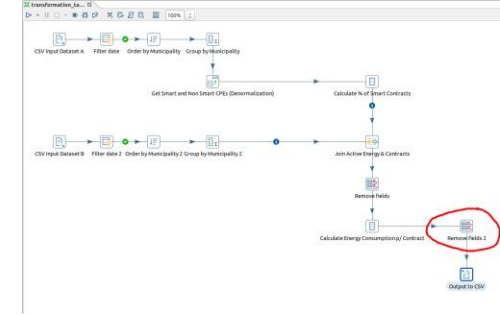 transformation_ta...
100%
CSV Input Dataset A
Filter date
Order by Municipality
Group by Municipality
Get Smart and Non Smart CPEs (Denormalization)
Calculate % of Smart Contracts
CSV Input Dataset B
Filter date 2
Order by Municipality 2
Group by Municipality 2
Join Active Energy & Contracts
Remove fields
Calculate Energy Consumption p/ Contract
Remove fields 2
Output to CSV